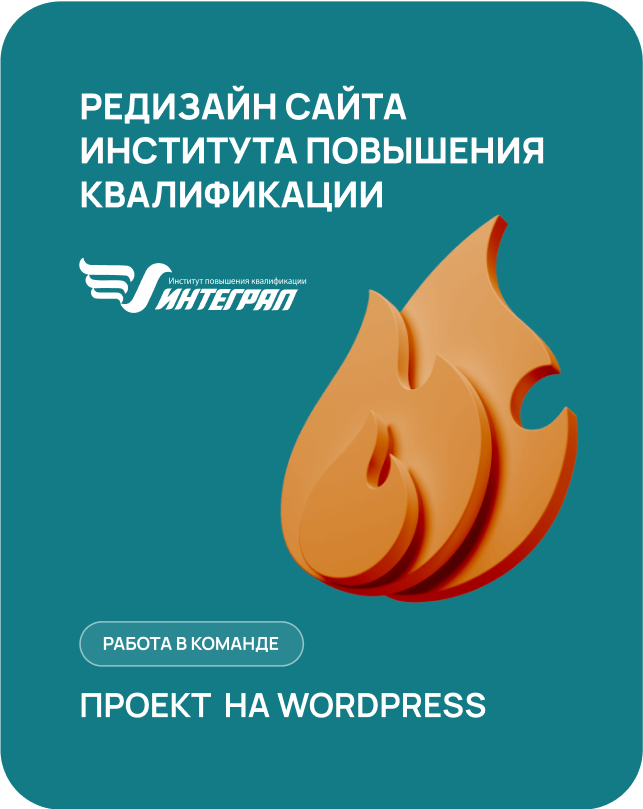 РЕДИЗАЙН САЙТА
ИНСТИТУТА ПОВЫШЕНИЯ
КВАЛИФИКАЦИИ
Институт повышения квалификации
ИНТЕГРАЛ
РАБОТА В КОМАНДЕ
ПРОЕКТ НА WORDPRESS